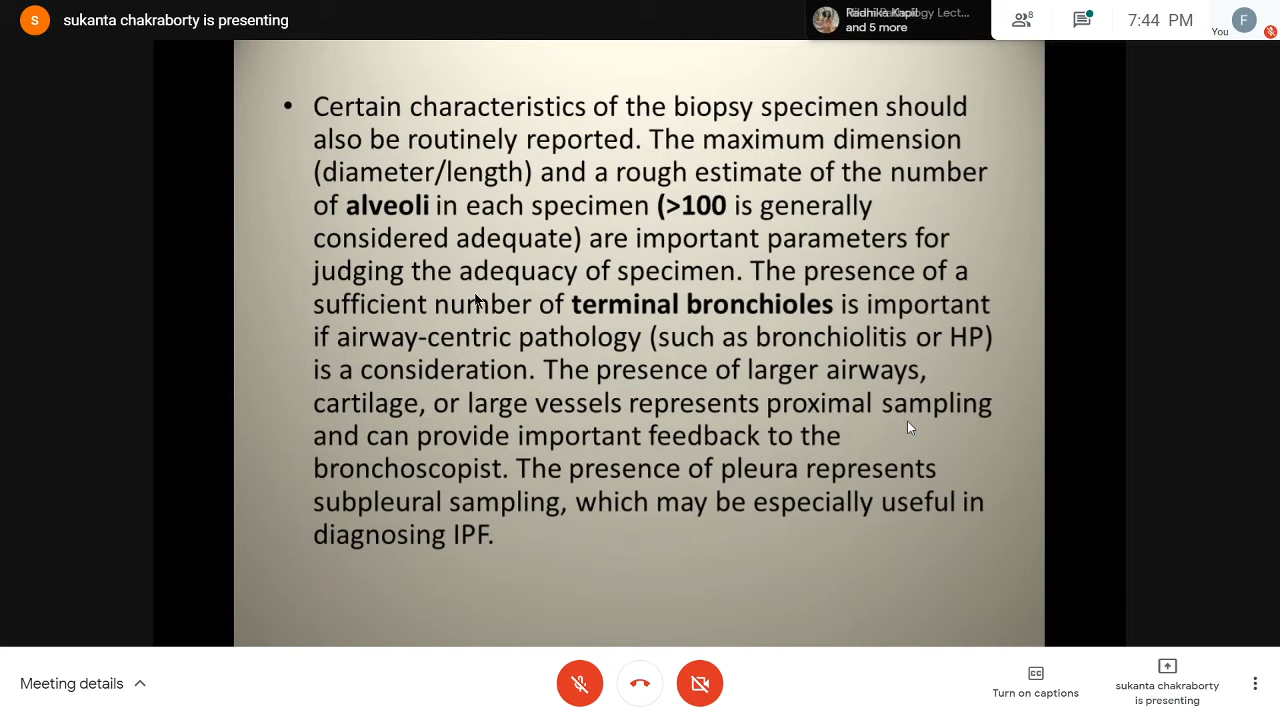 S sukanta chakraborty is presenting
Radhika Kapil
and 5 more
8
7:44 PM
You
F
• Certain characteristics of the biopsy specimen should
also be routinely reported. The maximum dimension
(diameter/length) and a rough estimate of the number
of alveoli in each specimen (>100 is generally
considered adequate) are important parameters for
judging the adequacy of specimen. The presence of a
sufficient number of terminal bronchioles is important
if airway-centric pathology (such as bronchiolitis or HP)
is a consideration. The presence of larger airways,
cartilage, or large vessels represents proximal sampling
and can provide important feedback to the
bronchoscopist. The presence of pleura represents
subpleural sampling, which may be especially useful in
diagnosing IPF.
Meeting details
CC
Turn on captions
sukanta chakraborty
is presenting